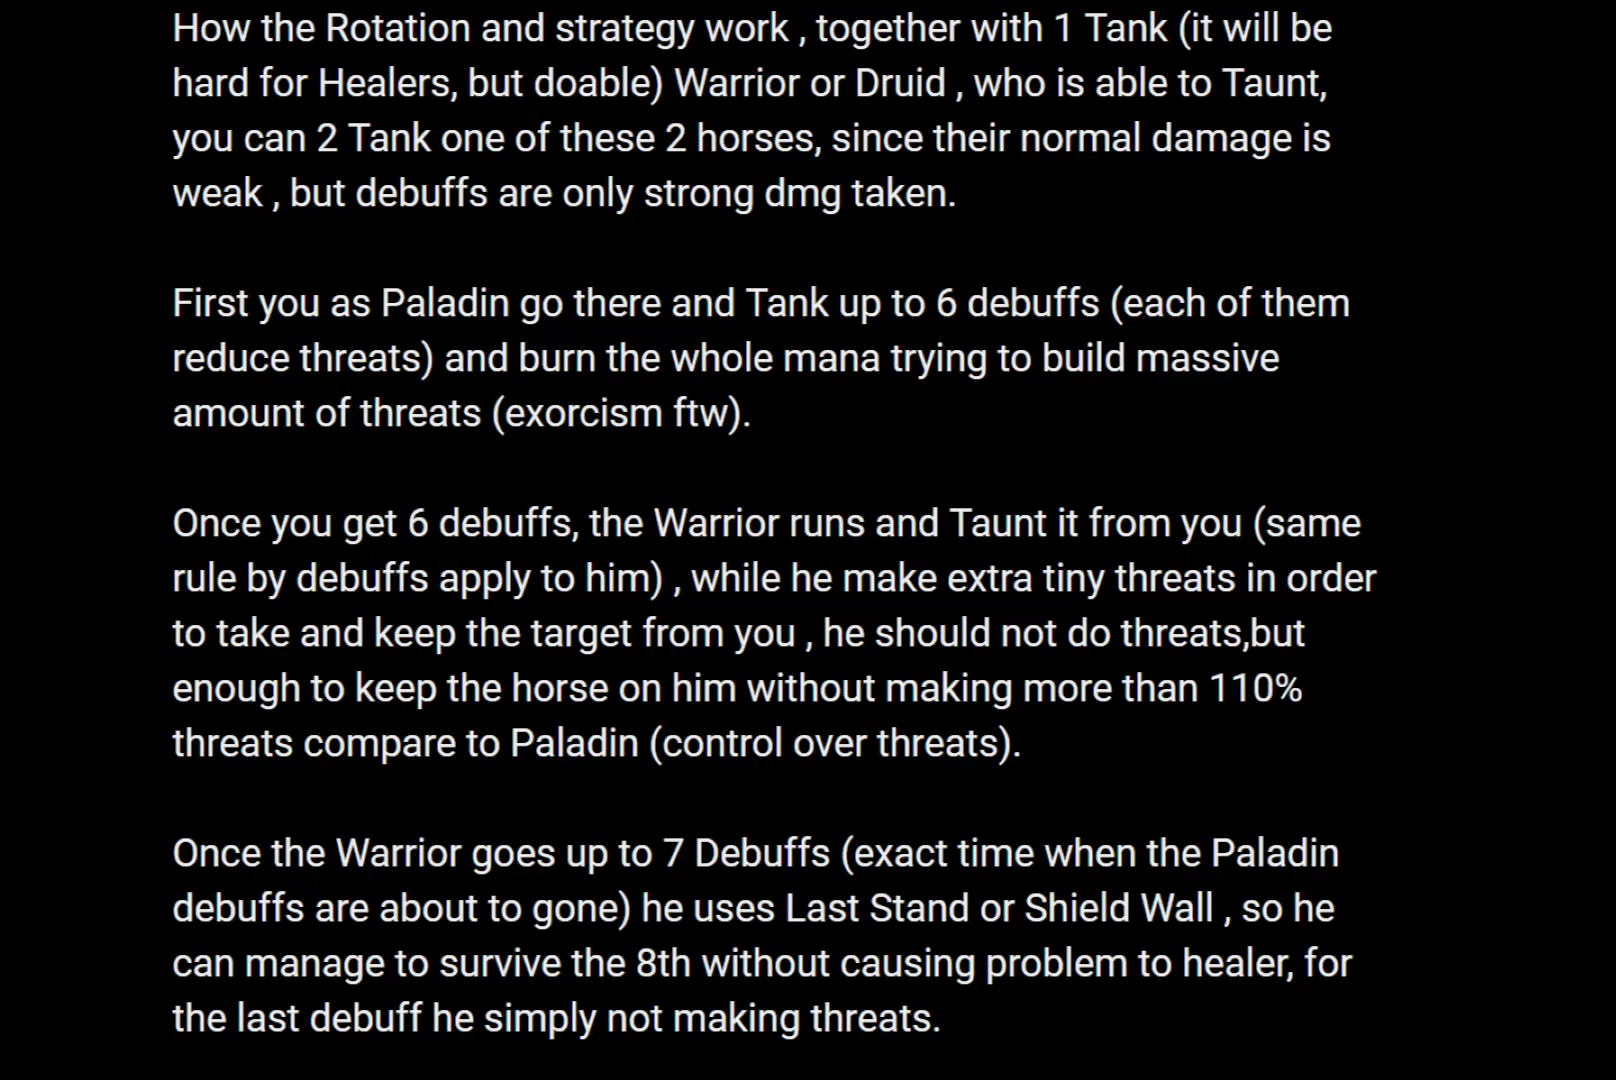 How the Rotation and strategy work , together with 1 Tank (it will be
hard for Healers, but doable) Warrior or Druid , who is able to Taunt,
you can 2 Tank one of these 2 horses, since their normal damage is
weak , but debuffs are only strong dmg taken.
First you as Paladin go there and Tank up to 6 debuffs (each of them
reduce threats) and burn the whole mana trying to build massive
amount of threats (exorcism ftw).
Once you get 6 debuffs, the Warrior runs and Taunt it from you (same
rule by debuffs apply to him) , while he make extra tiny threats in order
to take and keep the target from you , he should not do threats,but
enough to keep the horse on him without making more than 110%
threats compare to Paladin (control over threats).
Once the Warrior goes up to 7 Debuffs (exact time when the Paladin
debuffs are about to gone) he uses Last Stand or Shield Wall , so he
can manage to survive the 8th without causing problem to healer, for
the last debuff he simply not making threats.